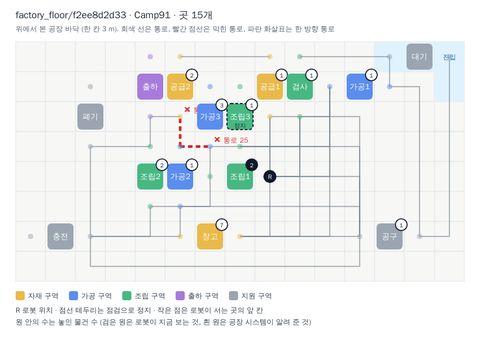 factory_floor/f2ee8d2d33 · Camp91 · 곳 15개
위에서 본 공장 바닥 (한 칸 3 m). 회색 선은 통로, 빨간 점선은 막힌 통로, 파란 화살표는 한 방향 통로
대기
출하
공급2
2
공급1
1
검사
1
가공1
1
폐기
✕
가공3
3
조립3
1
✕ 통로 25
조립2
2
가공2
1
조립1
2
R
충전
창고
7
공구
1
자재 구역
가공 구역
조립 구역
출하 구역
지원 구역
R 로봇 위치 · 점선 테두리는 점검으로 정지 · 작은 점은 로봇이 서는 곳의 앞 칸
원 안의 수는 놓인 물건 수 (검은 원은 로봇이 지금 보는 것, 흰 원은 공장 시스템이 알려 준 것)